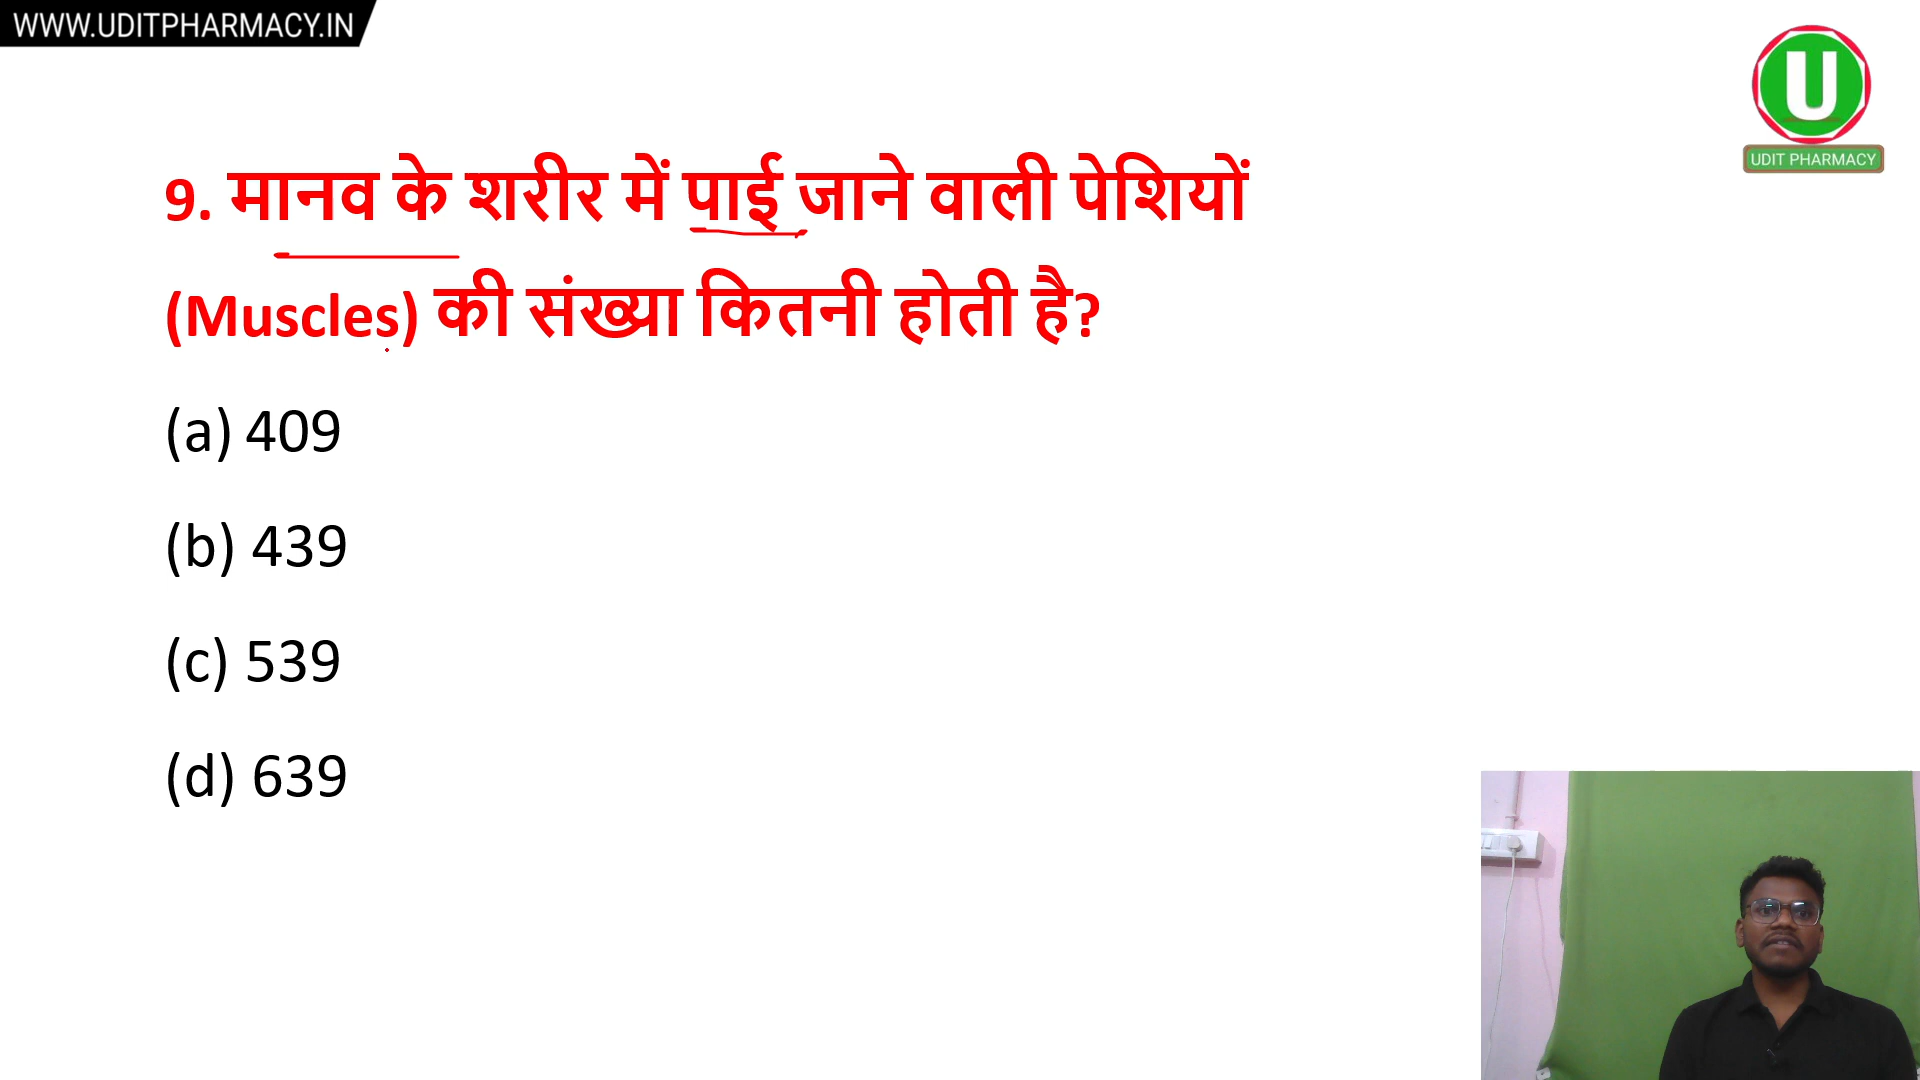 WWW.UDITPHARMACY.IN
U
UDIT PHARMACY
9. मानव के शरीर में पाई जाने वाली पेशियों
(Muscles) की संख्या कितनी होती है?
(a) 409
(b) 439
(c) 539
(d) 639